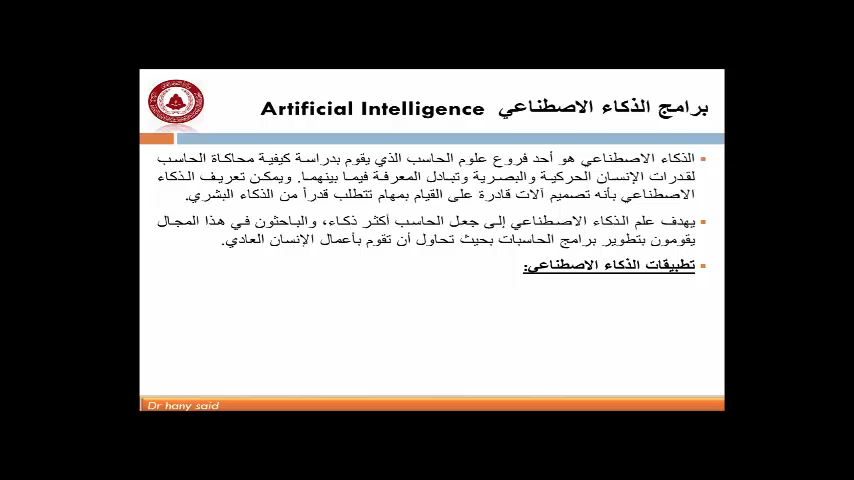 برامج الذكاء الاصطناعي Artificial Intelligence
الذكاء الاصطناعي هو أحد فروع علوم الحاسب الذي يقوم بدراسة كيفية محاكاة الحاسب
لقدرات الإنسان الحركية والبصرية وتبادل المعرفة فيما بينهما. ويمكن تعريف الذكاء
الاصطناعي بأنه تصميم آلات قادرة على القيام بمهام تتطلب قدرأ من الذكاء البشري.
يهدف علم الذكاء الاصطناعي إلى جعل الحاسب أكثر ذكاء، والباحثون في هذا المجال
يقومون بتطوير برامج الحاسبات بحيث تحاول أن تقوم بأعمال الإنسان العادي.
تطبيقات الذكاء الاصطناعي:
Dr hany said